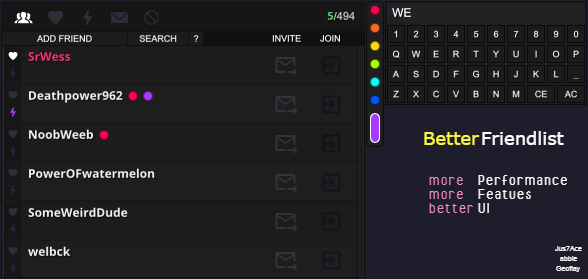 5/494
ADD FRIEND SEARCH ? INVITE JOIN
SrWess
Deathpower962
NoobWeeb
PowerOFwatermelon
SomeWeirdDude
welbck
WE
1 2 3 4 5 6 7 8 9 0
Q W E R T Y U I O P
A S D F G H J K L _
Z X C V B N M CE AC
Better Friendlist
more Performance
more Featues
better UI
Jus7Ace
abbie
Geoflay